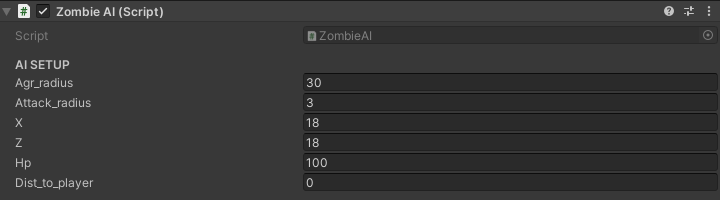 # Zombie AI (Script)
Script # ZombieAI
AI SETUP
Agr_radius 30
Attack_radius 3
X 18
Z 18
Hp 100
Dist_to_player 0